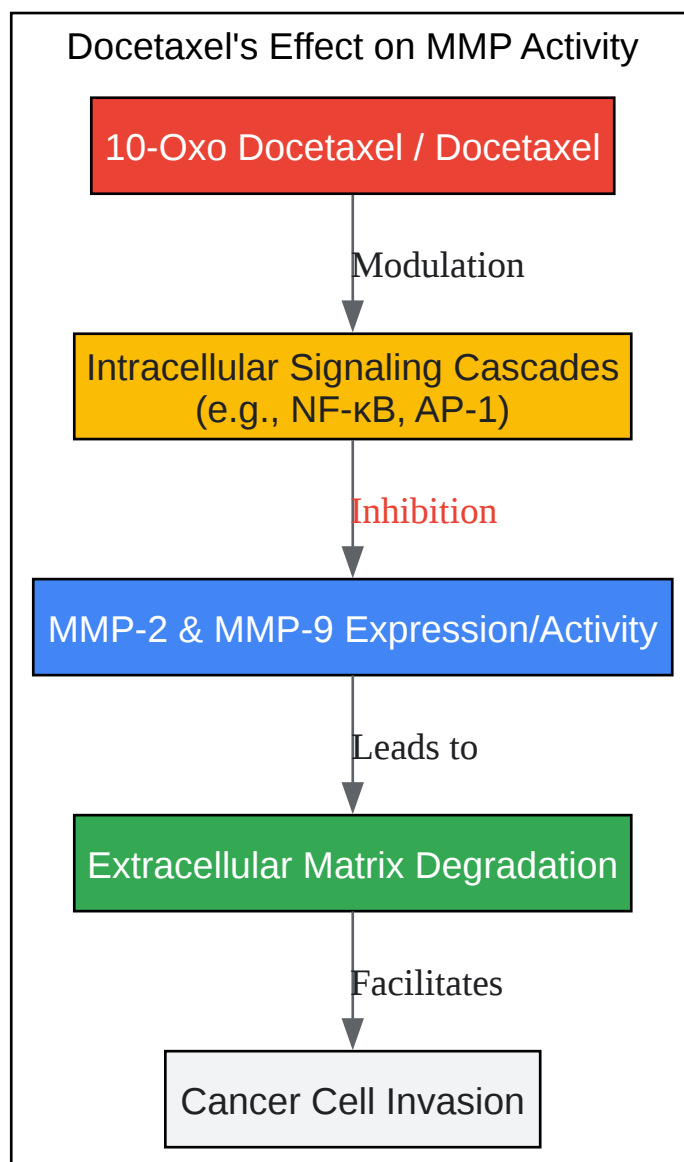 Docetaxel's Effect on MMP Activity
10-Oxo Docetaxel / Docetaxel
Modulation
Intracellular Signaling Cascades
(e.g., NF-κB, AP-1)
Inhibition
MMP-2 & MMP-9 Expression/Activity
Leads to
Extracellular Matrix Degradation
Facilitates
Cancer Cell Invasion